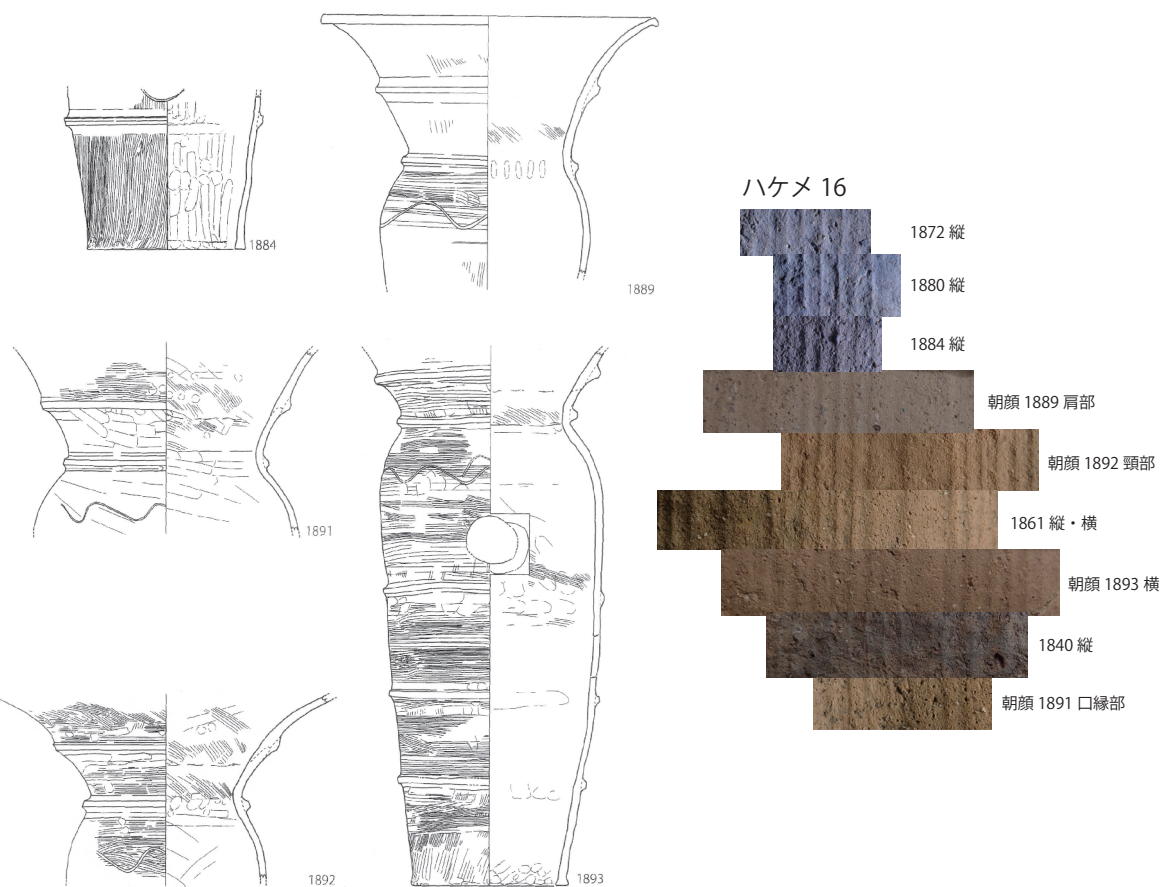 1884
1889
1891
1892
1893
ハケメ 16
1872 縦
1880 縦
1884 縦
朝顔 1889 肩部
朝顔 1892 頸部
1861 縦・横
朝顔 1893 横
1840 縦
朝顔 1891 口縁部